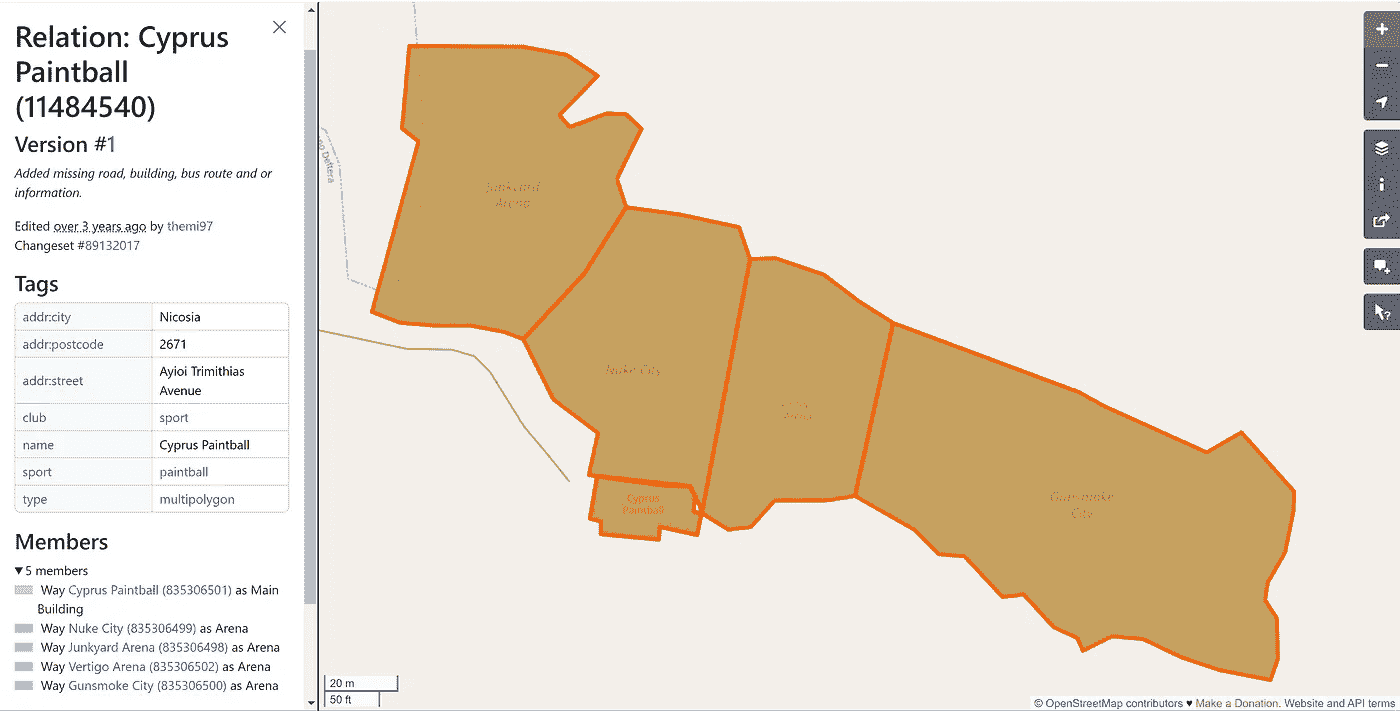 Relation: Cyprus
Paintball
(11484540)
Version #1
Added missing road, building, bus route and or
information.
Edited over 3 years ago by themi97
Changeset #89132017
Tags
addr:city Nicosia
addr:postcode 2671
addr:street Ayioi Trimithias
Avenue
club sport
name Cyprus Paintball
sport paintball
type multipolygon
Members
▼5 members
Way Cyprus Paintball (835306501) as Main
Building
Way Nuke City (835306499) as Arena
Way Junkyard Arena (835306498) as Arena
Way Vertigo Arena (835306502) as Arena
Way Gunsmoke City (835306500) as Arena
Deftera
Junkyard
Arena
Nuke City
Arena
Cyprus
Paintball
Gunsmoke
City
20 m
50 ft
© OpenStreetMap contributors ♥ Make a Donation. Website and API terms